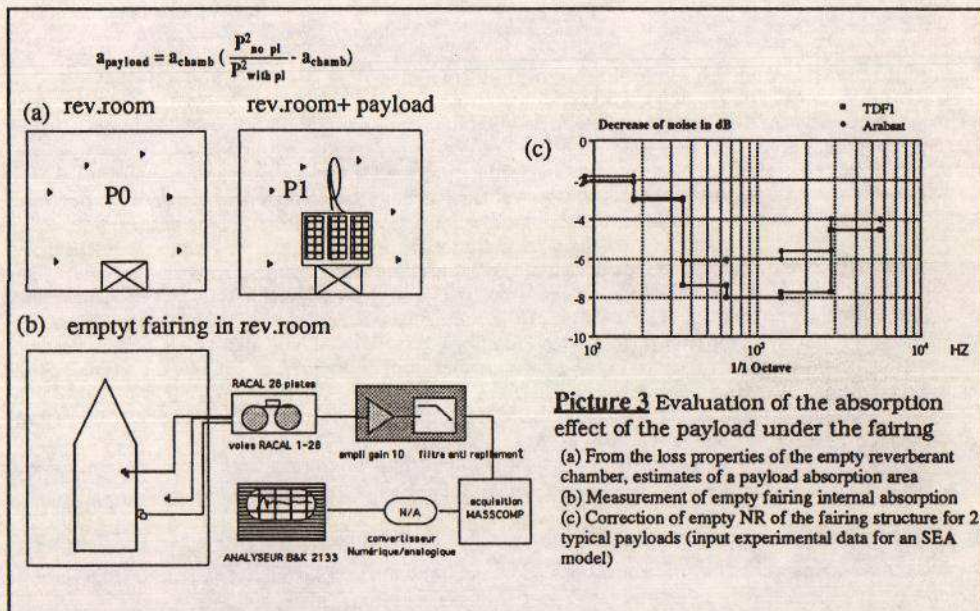 a_payload = a_chamb ( P²_no pl / P²_with pl - a_chamb)
(a) rev.room
rev.room+ payload
P0
P1
(b) emptyt fairing in rev.room
RACAL 28 pistes
voies RACAL 1-28
ampli gain 10
filtre anti repliement
acquisition
MASSCOMP
N/A
convertisseur
Numérique/analogique
ANALYSEUR B&K 2133
(c)
Decrease of noise in dB
TDF1
Arabsat
0
-2
-4
-6
-8
-10
10²
10³
10⁴
HZ
1/1 Octave
Picture 3 Evaluation of the absorption
effect of the payload under the fairing
(a) From the loss properties of the empty reverberant
chamber, estimates of a payload absorption area
(b) Measurement of empty fairing internal absorption
(c) Correction of empty NR of the fairing structure for 2
typical payloads (input experimental data for an SEA
model)